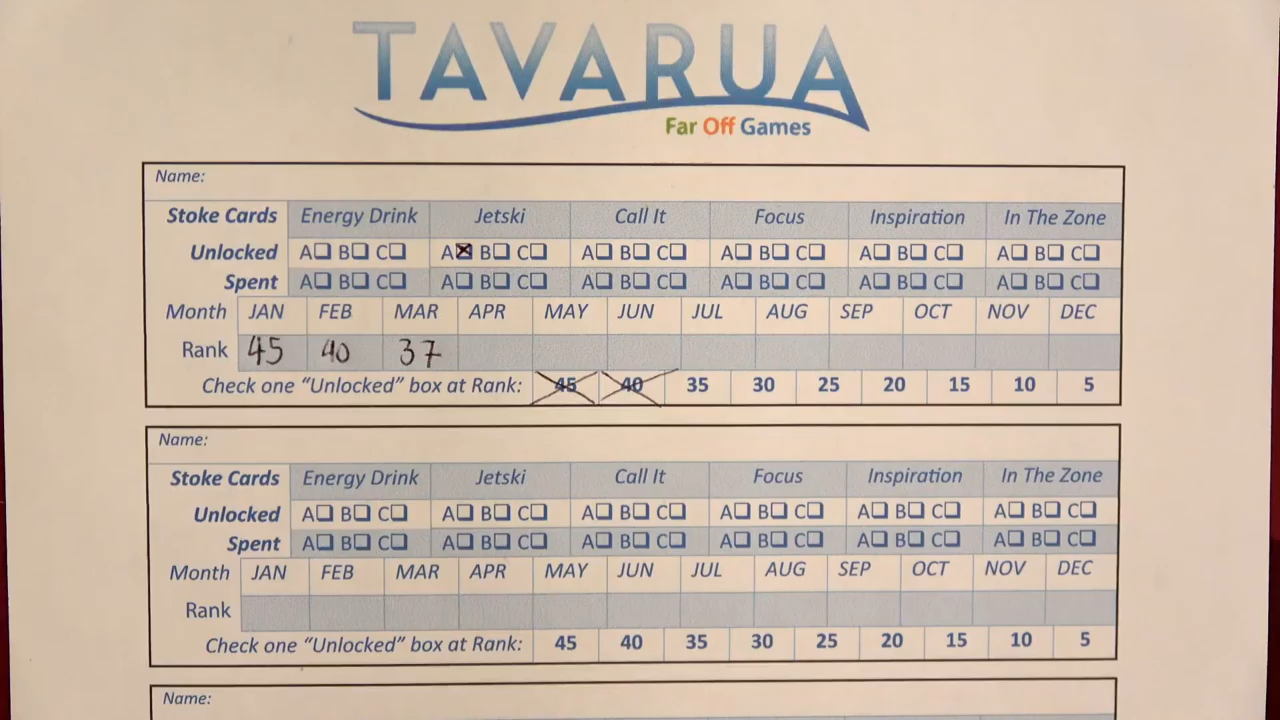 TAVARUA
Far Off Games
Name:
Stoke Cards Energy Drink Jetski Call It Focus Inspiration In The Zone
Unlocked A☐ B☐ C☐ A☒ B☐ C☐ A☐ B☐ C☐ A☐ B☐ C☐ A☐ B☐ C☐ A☐ B☐ C☐
Spent A☐ B☐ C☐ A☐ B☐ C☐ A☐ B☐ C☐ A☐ B☐ C☐ A☐ B☐ C☐ A☐ B☐ C☐
Month JAN FEB MAR APR MAY JUN JUL AUG SEP OCT NOV DEC
Rank 45 40 37
Check one “Unlocked” box at Rank: 45 40 35 30 25 20 15 10 5
Name:
Stoke Cards Energy Drink Jetski Call It Focus Inspiration In The Zone
Unlocked A☐ B☐ C☐ A☐ B☐ C☐ A☐ B☐ C☐ A☐ B☐ C☐ A☐ B☐ C☐ A☐ B☐ C☐
Spent A☐ B☐ C☐ A☐ B☐ C☐ A☐ B☐ C☐ A☐ B☐ C☐ A☐ B☐ C☐ A☐ B☐ C☐
Month JAN FEB MAR APR MAY JUN JUL AUG SEP OCT NOV DEC
Rank
Check one “Unlocked” box at Rank: 45 40 35 30 25 20 15 10 5
Name: